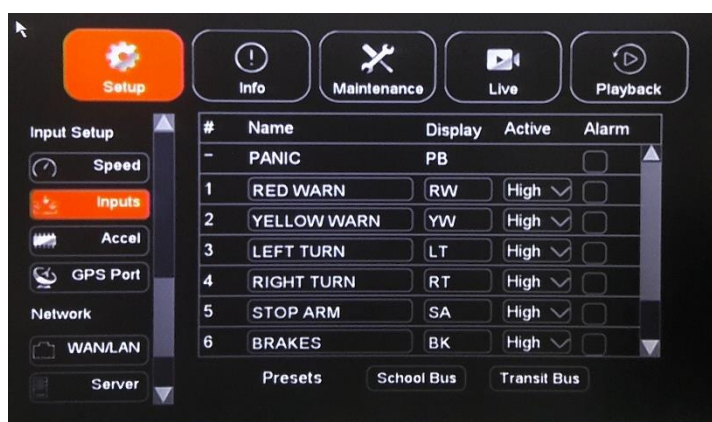 Setup
Info
Maintenance
Live
Playback
Input Setup
Speed
Inputs
Accel
GPS Port
Network
WAN/LAN
Server
# Name Display Active Alarm
– PANIC PB
1 RED WARN RW High
2 YELLOW WARN YW High
3 LEFT TURN LT High
4 RIGHT TURN RT High
5 STOP ARM SA High
6 BRAKES BK High
Presets School Bus Transit Bus